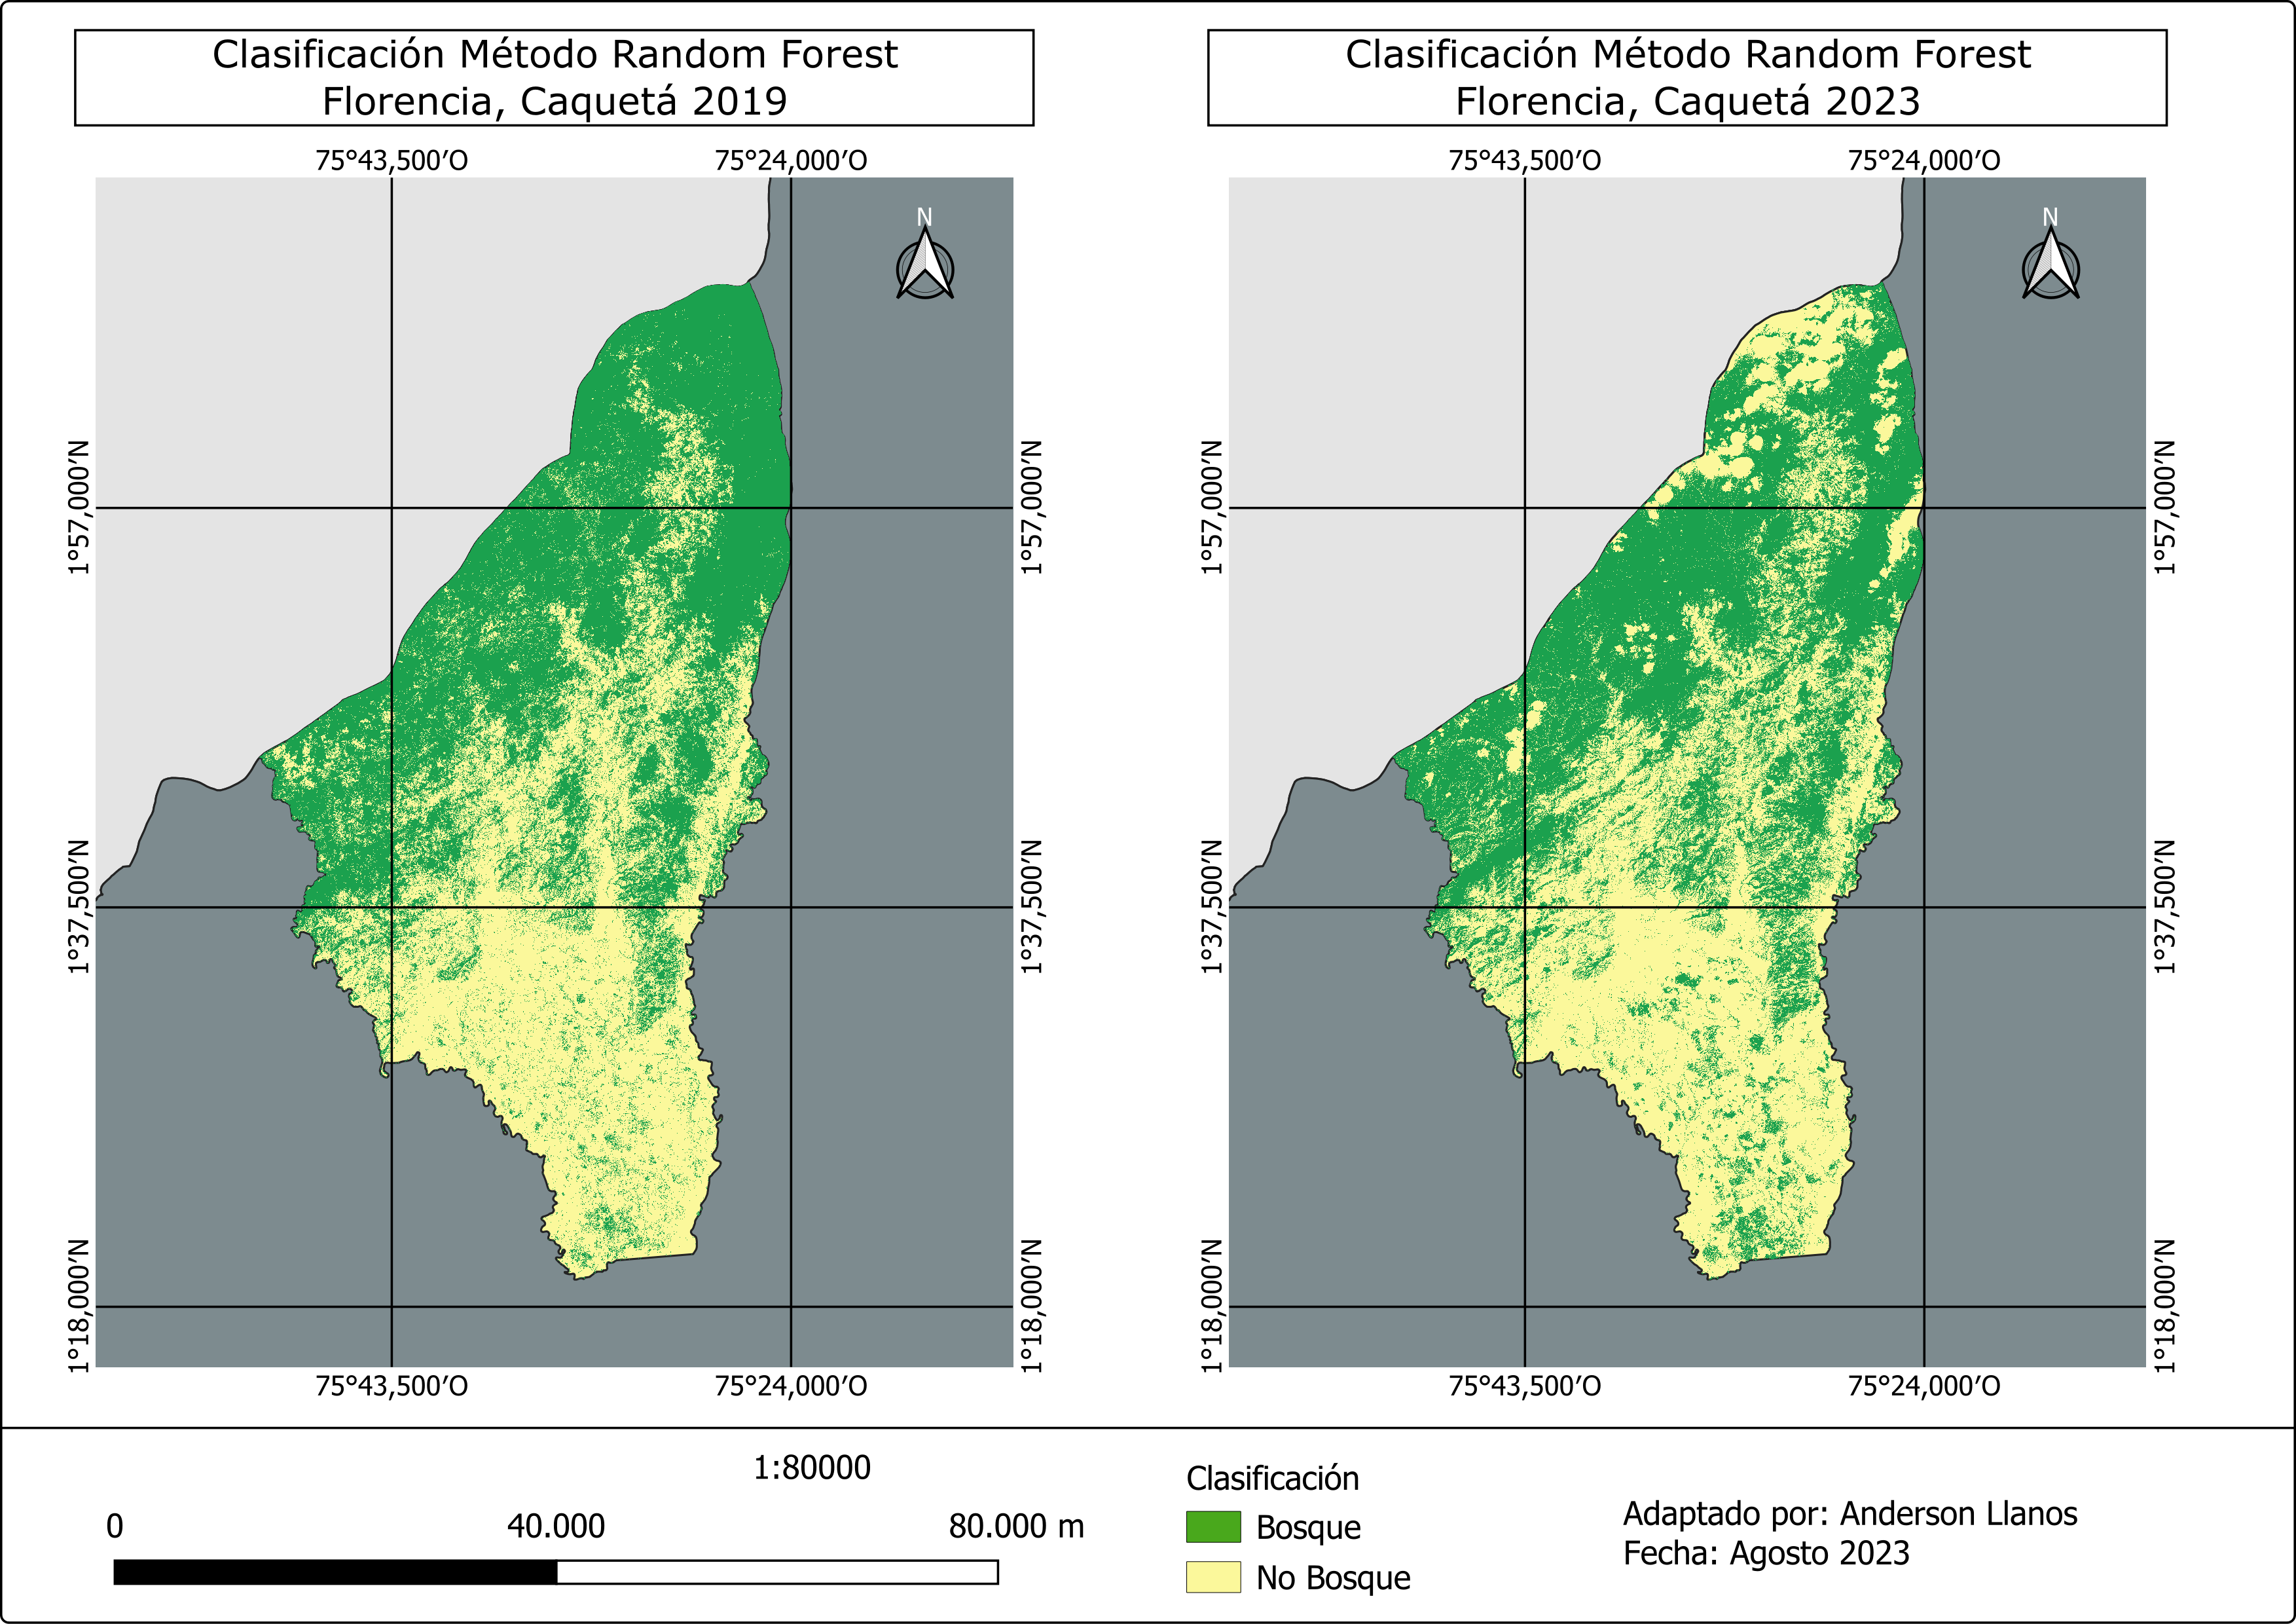 Clasificación Método Random Forest
Florencia, Caquetá 2019
75°43,500′O
75°24,000′O
N
1°57,000′N
1°57,000′N
1°37,500′N
1°37,500′N
1°18,000′N
1°18,000′N
75°43,500′O
75°24,000′O
Clasificación Método Random Forest
Florencia, Caquetá 2023
75°43,500′O
75°24,000′O
N
1°57,000′N
1°57,000′N
1°37,500′N
1°37,500′N
1°18,000′N
1°18,000′N
75°43,500′O
75°24,000′O
1:80000
0
40.000
80.000 m
Clasificación
Bosque
No Bosque
Adaptado por: Anderson Llanos
Fecha: Agosto 2023